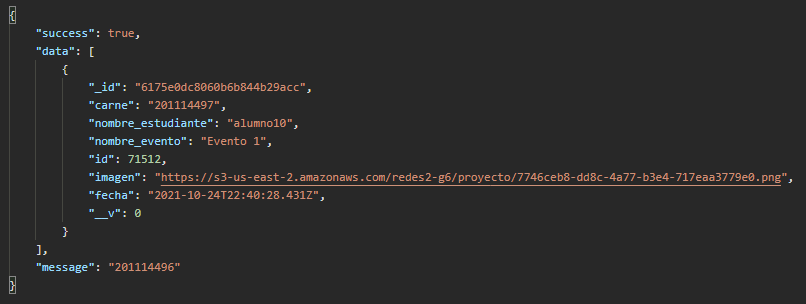 {
"success": true,
"data": [
{
"_id": "6175e0dc8060b6b844b29acc",
"carne": "201114497",
"nombre_estudiante": "alumno10",
"nombre_evento": "Evento 1",
"id": 71512,
"imagen": "https://s3-us-east-2.amazonaws.com/redes2-g6/proyecto/7746ceb8-dd8c-4a77-b3e4-717eaa3779e0.png",
"fecha": "2021-10-24T22:40:28.431Z",
"__v": 0
}
],
"message": "201114496"
}